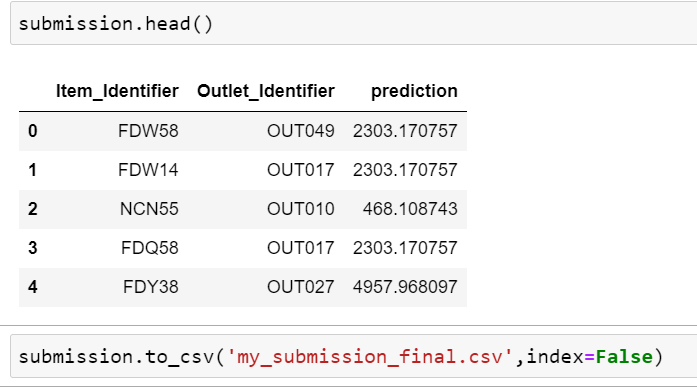 submission.head()
Item_Identifier Outlet_Identifier prediction
0 FDW58 OUT049 2303.170757
1 FDW14 OUT017 2303.170757
2 NCN55 OUT010 468.108743
3 FDQ58 OUT017 2303.170757
4 FDY38 OUT027 4957.968097
submission.to_csv('my_submission_final.csv',index=False)